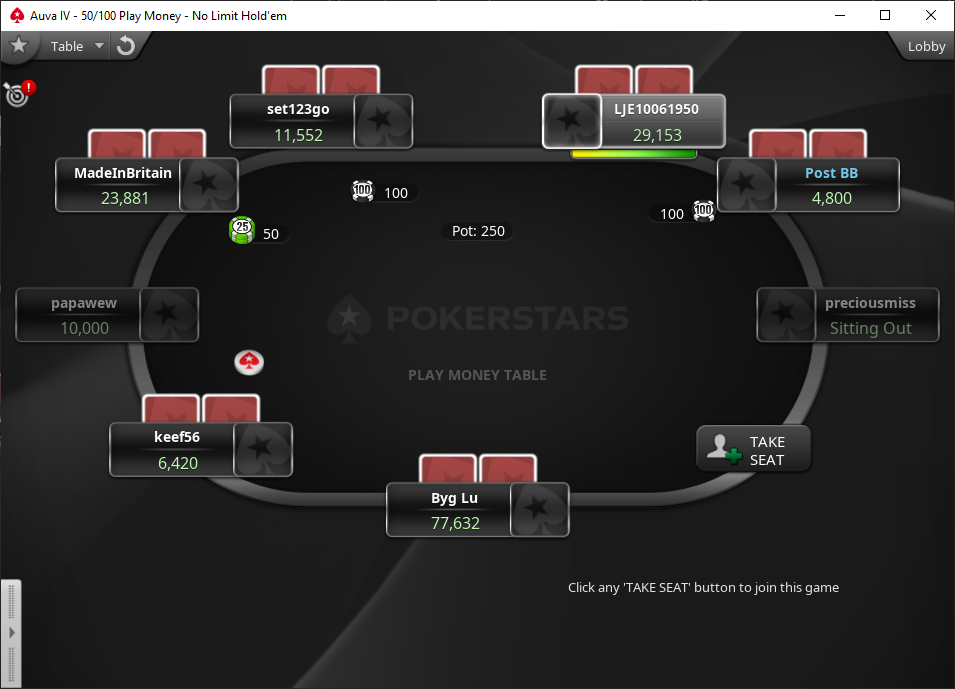 Auva IV - 50/100 Play Money - No Limit Hold'em
Table
Lobby
!
set123go
11,552
LJE10061950
29,153
MadeInBritain
23,881
Post BB
4,800
100
100
100
100
25
50
Pot: 250
papawew
10,000
preciousmiss
Sitting Out
POKERSTARS
PLAY MONEY TABLE
keef56
6,420
TAKE
SEAT
Byg Lu
77,632
Click any 'TAKE SEAT' button to join this game